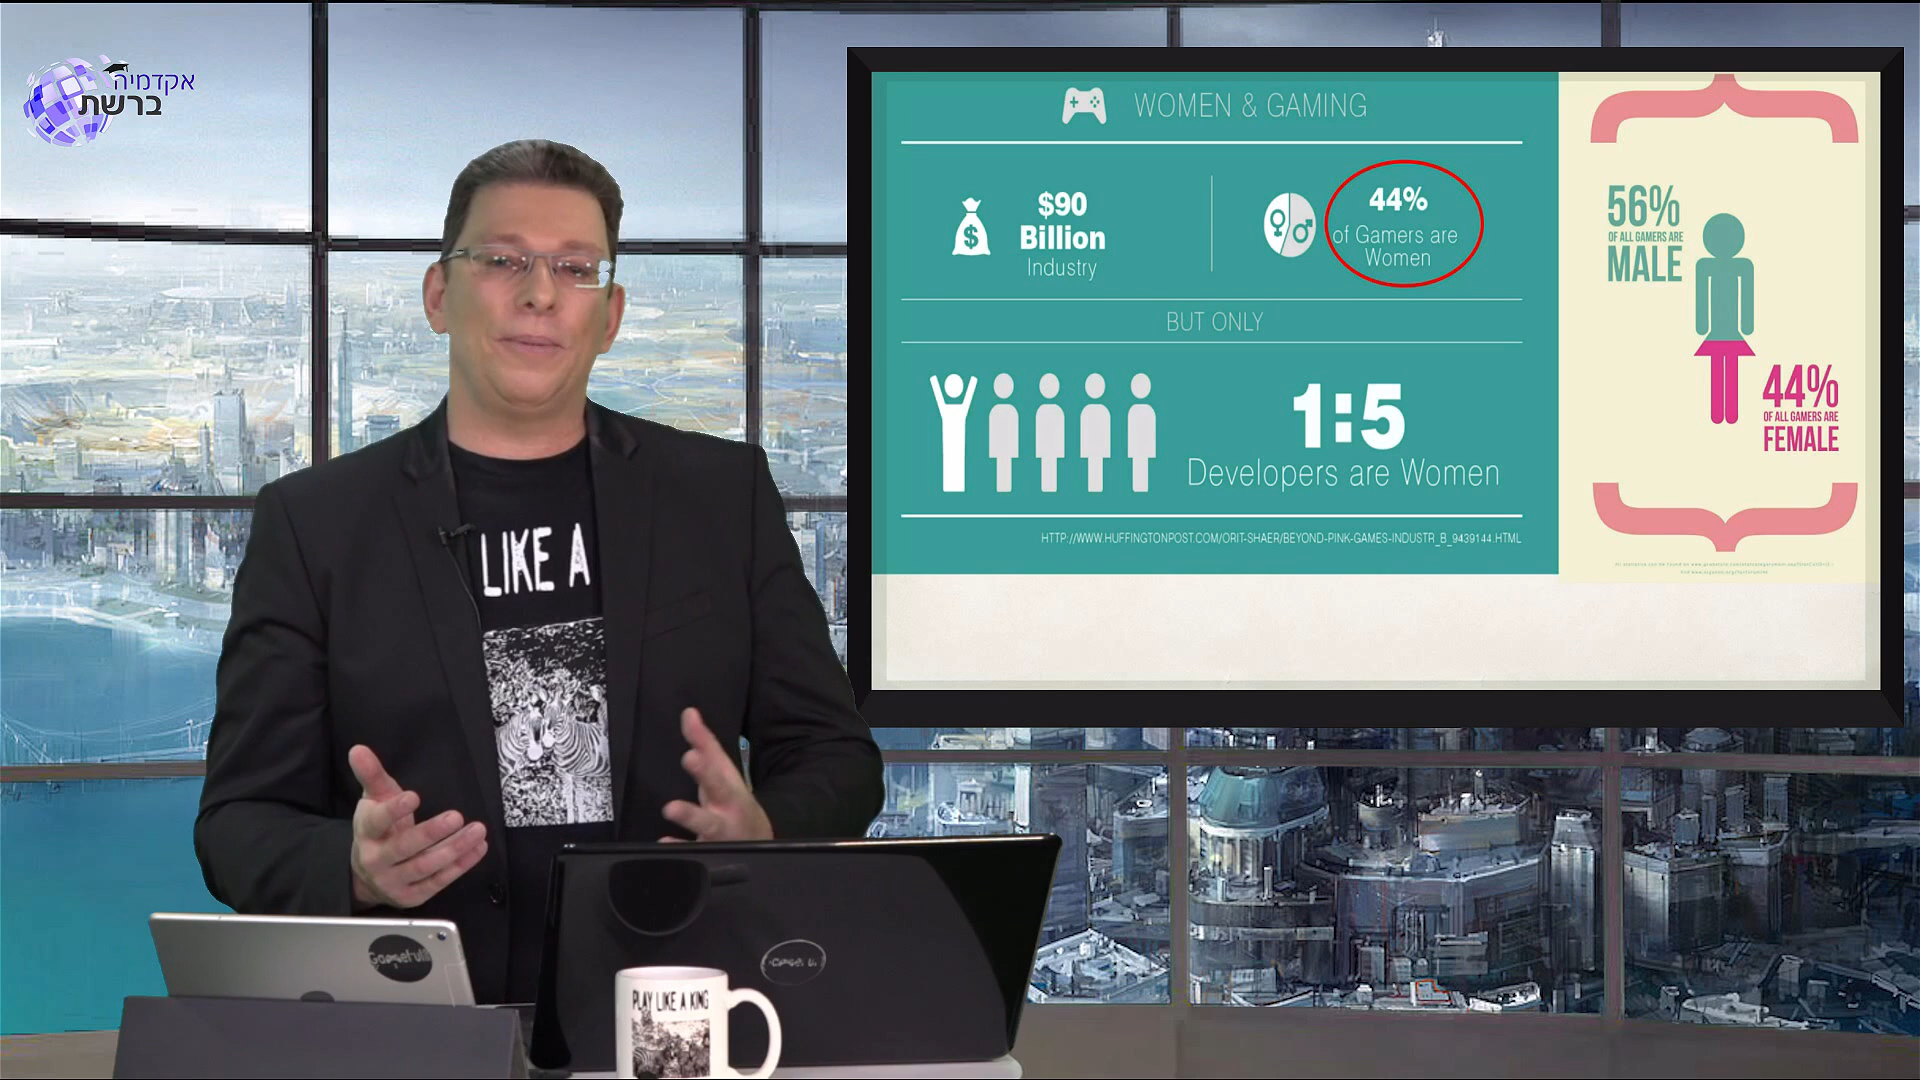 אקדמיה
ברשת
WOMEN & GAMING
$90
Billion
Industry
44%
of Gamers are
Women
BUT ONLY
1:5
Developers are Women
HTTP://WWW.HUFFINGTONPOST.COM/ORIT-SHAER/BEYOND-PINK-GAMES-INDUSTR_B_9439144.HTML
56%
OF ALL GAMERS ARE
MALE
44%
OF ALL GAMERS ARE
FEMALE
LIKE A
PLAY LIKE A KING